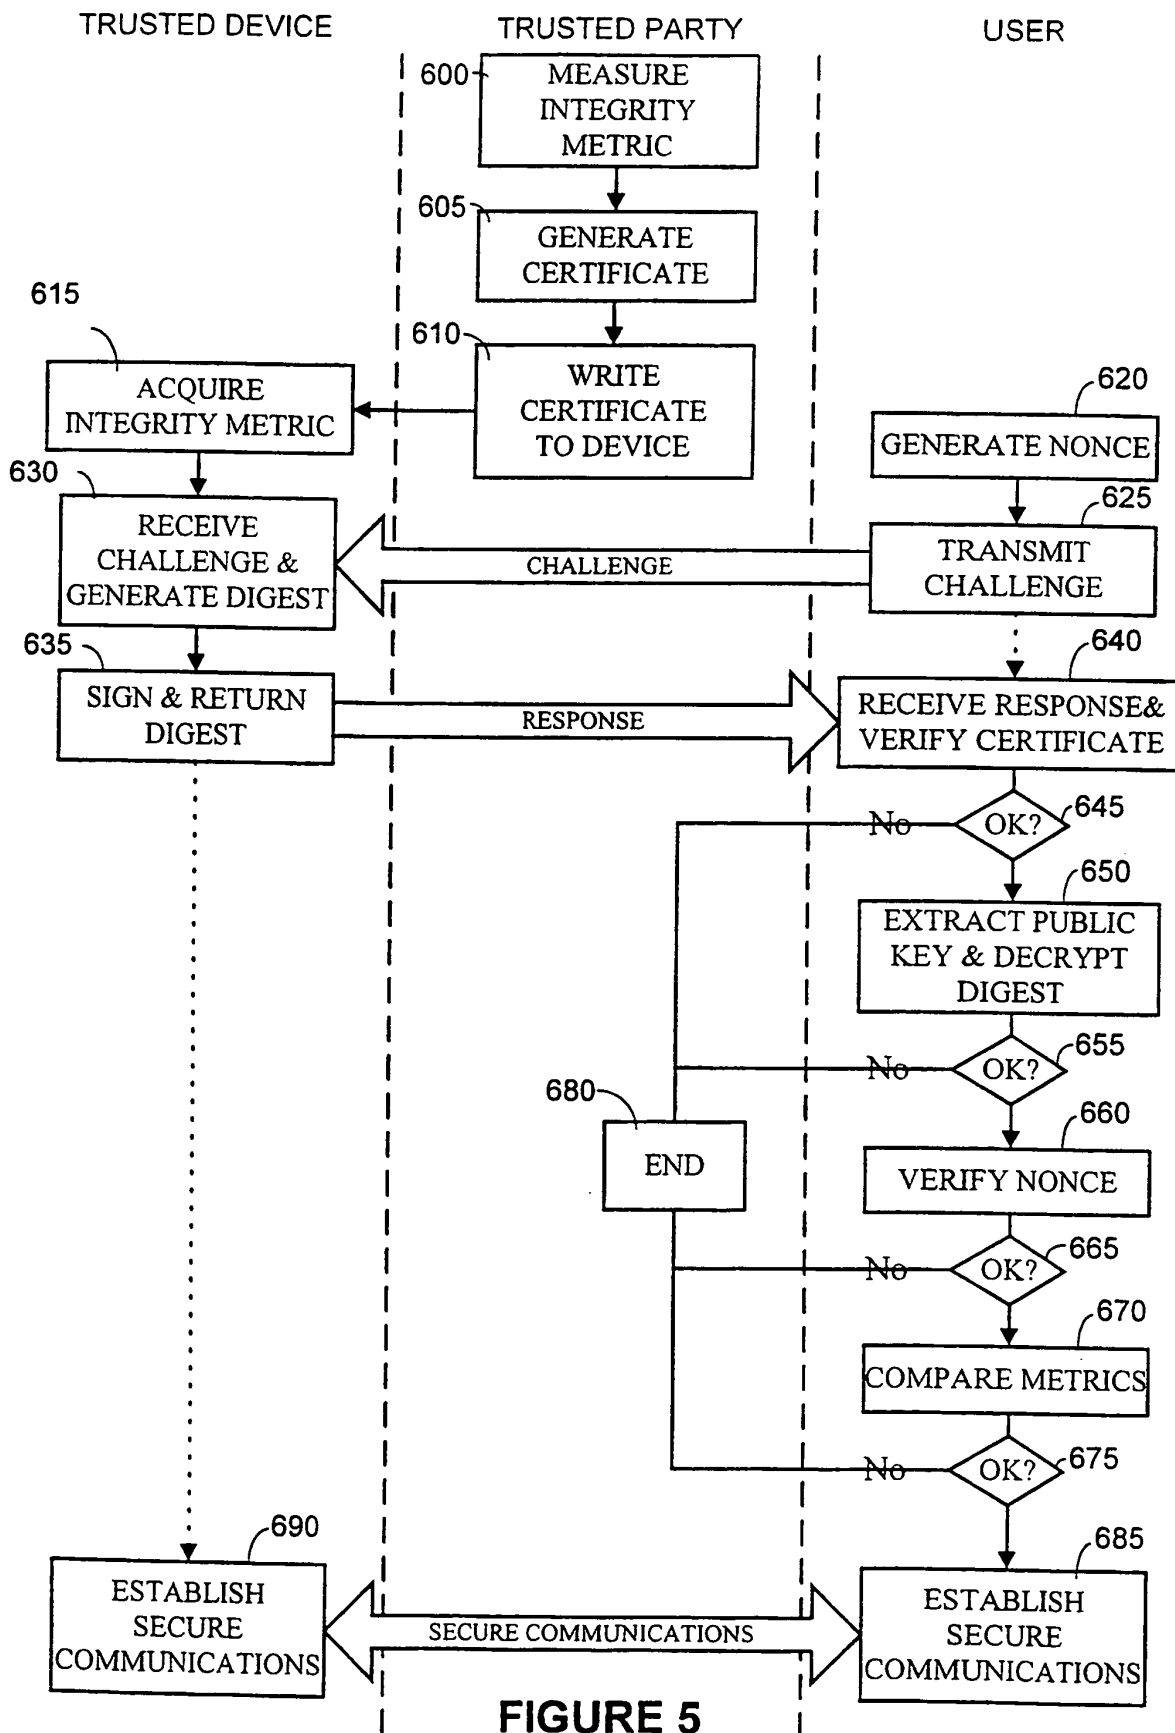 TRUSTED DEVICE
TRUSTED PARTY
USER
600
MEASURE
INTEGRITY
METRIC
605
GENERATE
CERTIFICATE
610
WRITE
CERTIFICATE
TO DEVICE
615
ACQUIRE
INTEGRITY METRIC
620
GENERATE NONCE
625
TRANSMIT
CHALLENGE
CHALLENGE
630
RECEIVE
CHALLENGE &
GENERATE DIGEST
635
SIGN & RETURN
DIGEST
RESPONSE
640
RECEIVE RESPONSE&
VERIFY CERTIFICATE
645
OK?
No
650
EXTRACT PUBLIC
KEY & DECRYPT
DIGEST
655
OK?
No
680
END
660
VERIFY NONCE
665
OK?
No
670
COMPARE METRICS
675
OK?
No
690
ESTABLISH
SECURE
COMMUNICATIONS
SECURE COMMUNICATIONS
685
ESTABLISH
SECURE
COMMUNICATIONS
FIGURE 5